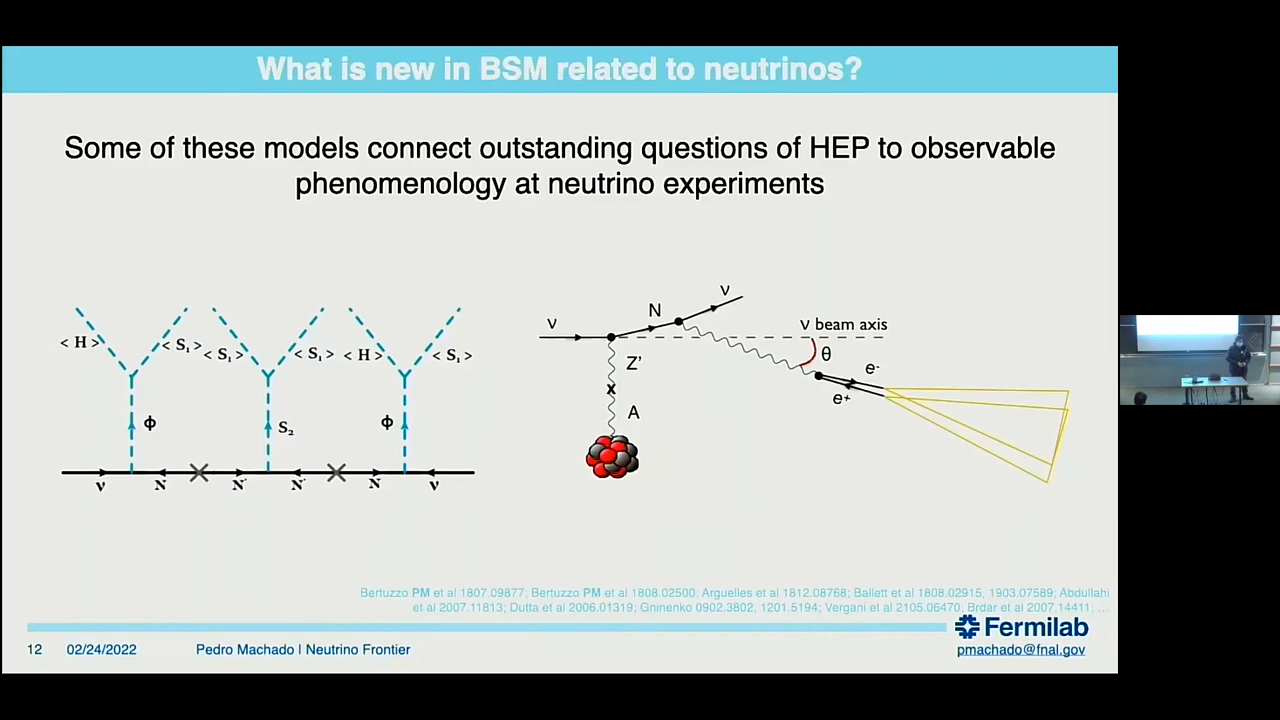 What is new in BSM related to neutrinos?
Some of these models connect outstanding questions of HEP to observable
phenomenology at neutrino experiments
< H >
< S₁ >
< S₁ >
< S₁ >
< H >
< S₁ >
Φ
S₂
Φ
ν
N
N'
N'
N
ν
ν
N
ν
ν beam axis
Z'
θ
e-
x
A
e+
Bertuzzo PM et al 1807.09877; Bertuzzo PM et al 1808.02500; Arguelles et al 1812.08768; Ballett et al 1808.02915, 1903.07589; Abdullahi
et al 2007.11813; Dutta et al 2006.01319; Gninenko 0902.3802, 1201.5194; Vergani et al 2105.06470; Brdar et al 2007.14411; ...
Fermilab
12 02/24/2022 Pedro Machado | Neutrino Frontier pmachado@fnal.gov